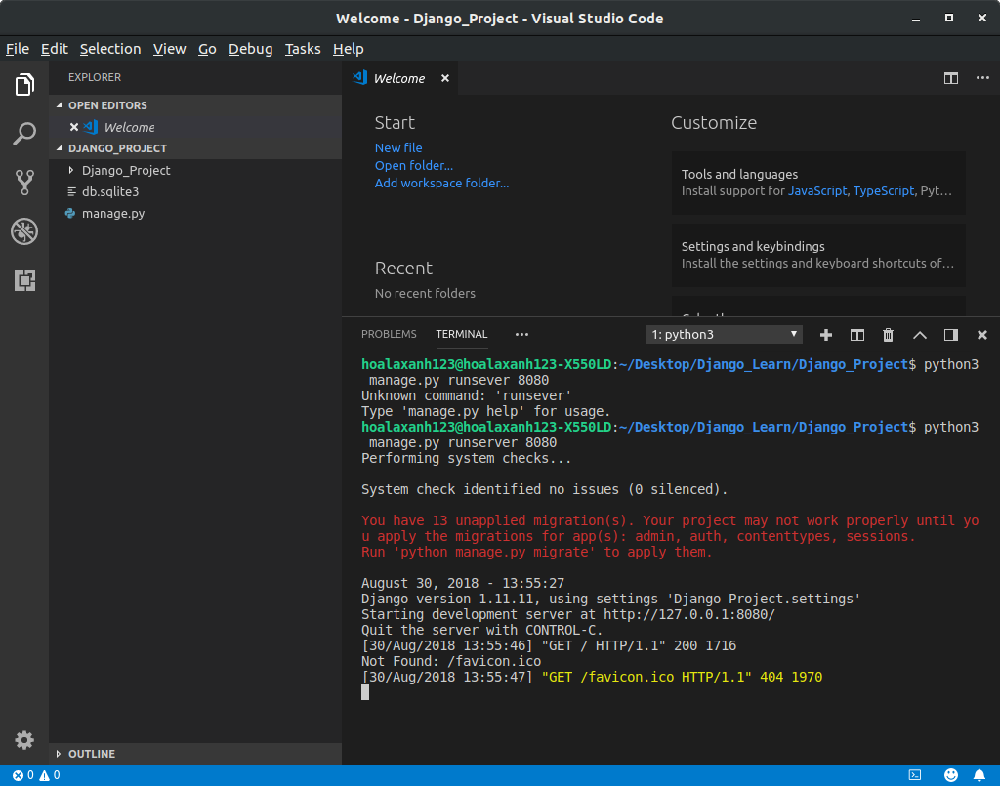 Welcome - Django_Project - Visual Studio Code
File Edit Selection View Go Debug Tasks Help
EXPLORER
OPEN EDITORS
Welcome
DJANGO_PROJECT
Django_Project
db.sqlite3
manage.py
OUTLINE
Welcome
Start
New file
Open folder...
Add workspace folder...
Recent
No recent folders
Customize
Tools and languages
Install support for JavaScript, TypeScript, Pyt…
Settings and keybindings
Install the settings and keyboard shortcuts of…
PROBLEMS TERMINAL ••• 1: python3
hoalaxanh123@hoalaxanh123-X550LD:~/Desktop/Django_Learn/Django_Project$ python3
manage.py runsever 8080
Unknown command: 'runsever'
Type 'manage.py help' for usage.
hoalaxanh123@hoalaxanh123-X550LD:~/Desktop/Django_Learn/Django_Project$ python3
manage.py runserver 8080
Performing system checks...
System check identified no issues (0 silenced).
You have 13 unapplied migration(s). Your project may not work properly until yo
u apply the migrations for app(s): admin, auth, contenttypes, sessions.
Run 'python manage.py migrate' to apply them.
August 30, 2018 - 13:55:27
Django version 1.11.11, using settings 'Django Project.settings'
Starting development server at http://127.0.0.1:8080/
Quit the server with CONTROL-C.
[30/Aug/2018 13:55:46] "GET / HTTP/1.1" 200 1716
Not Found: /favicon.ico
[30/Aug/2018 13:55:47] "GET /favicon.ico HTTP/1.1" 404 1970
0 0